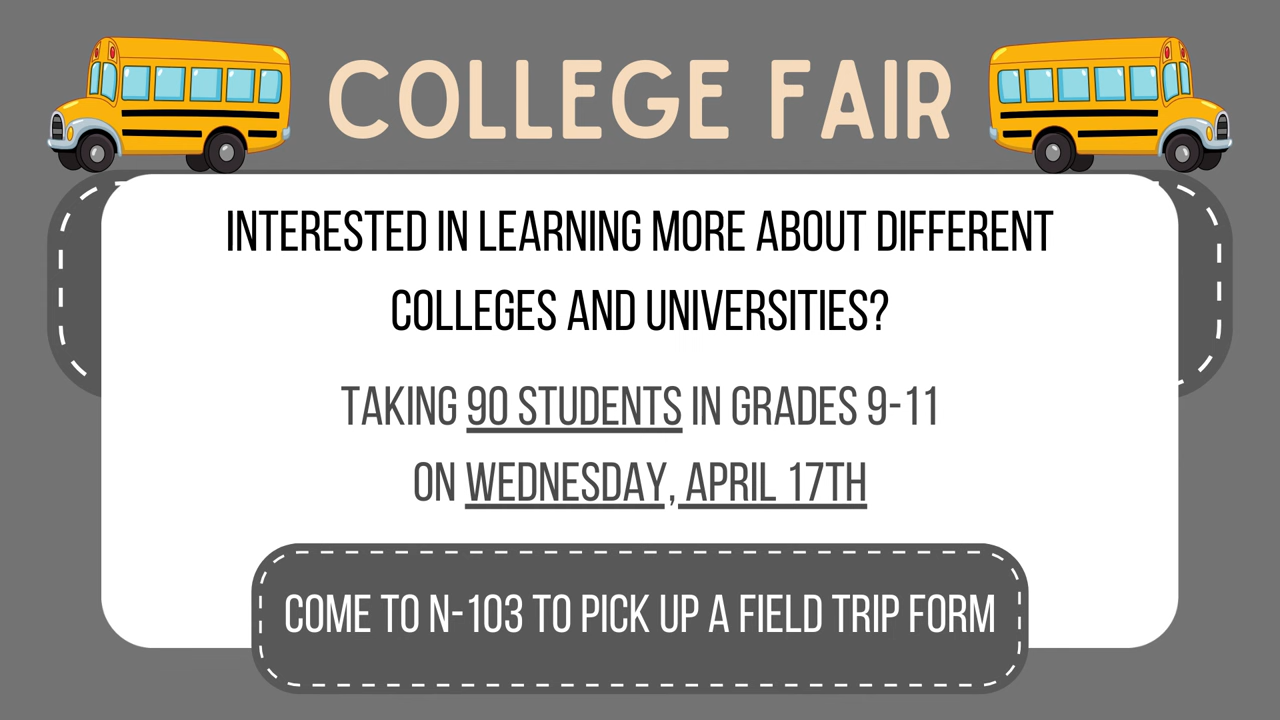 COLLEGE FAIR
INTERESTED IN LEARNING MORE ABOUT DIFFERENT
COLLEGES AND UNIVERSITIES?
TAKING 90 STUDENTS IN GRADES 9-11
ON WEDNESDAY, APRIL 17TH
COME TO N-103 TO PICK UP A FIELD TRIP FORM